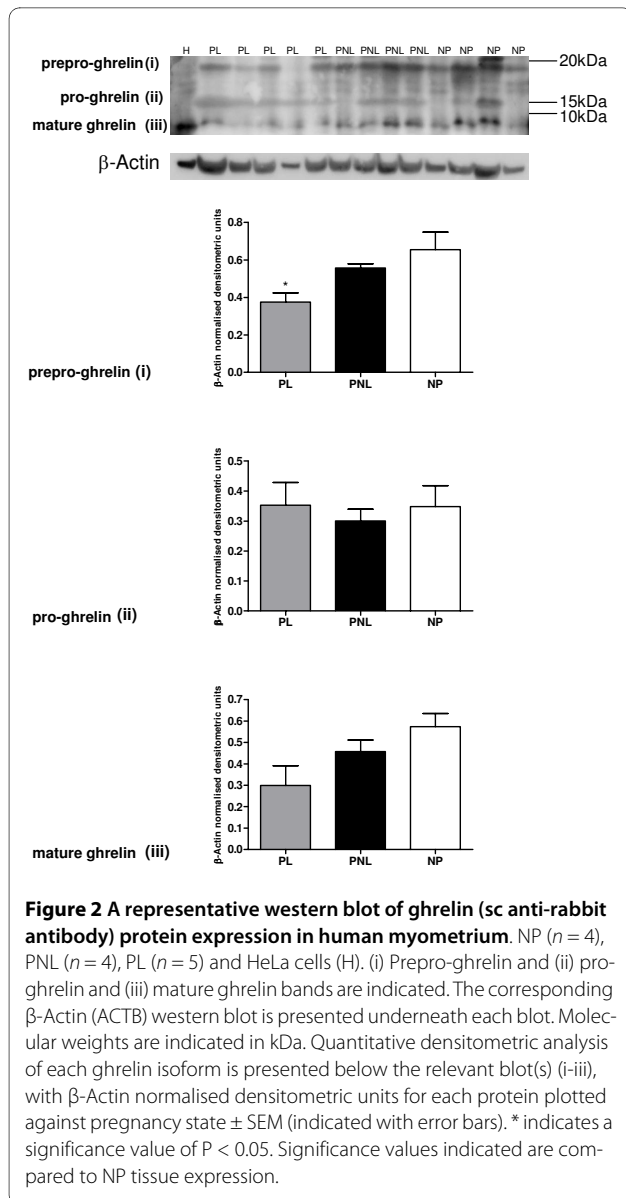 H PL PL PL PL PL PNL PNL PNL PNL NP NP NP NP
prepro-ghrelin (i)
20kDa
pro-ghrelin (ii)
15kDa
10kDa
mature ghrelin (iii)
β-Actin
β-Actin normalised densitometric units
0.8
0.6
0.4
0.2
0.0
*
PL PNL NP
prepro-ghrelin (i)
β-Actin normalised densitometric units
0.5
0.4
0.3
0.2
0.1
0.0
PL PNL NP
pro-ghrelin (ii)
β-Actin normalised densitometric units
0.7
0.6
0.5
0.4
0.3
0.2
0.1
0.0
PL PNL NP
mature ghrelin (iii)
Figure 2 A representative western blot of ghrelin (sc anti-rabbit
antibody) protein expression in human myometrium. NP (n = 4),
PNL (n = 4), PL (n = 5) and HeLa cells (H). (i) Prepro-ghrelin and (ii) pro-
ghrelin and (iii) mature ghrelin bands are indicated. The corresponding
β-Actin (ACTB) western blot is presented underneath each blot. Molec-
ular weights are indicated in kDa. Quantitative densitometric analysis
of each ghrelin isoform is presented below the relevant blot(s) (i-iii),
with β-Actin normalised densitometric units for each protein plotted
against pregnancy state ± SEM (indicated with error bars). * indicates a
significance value of P < 0.05. Significance values indicated are com-
pared to NP tissue expression.